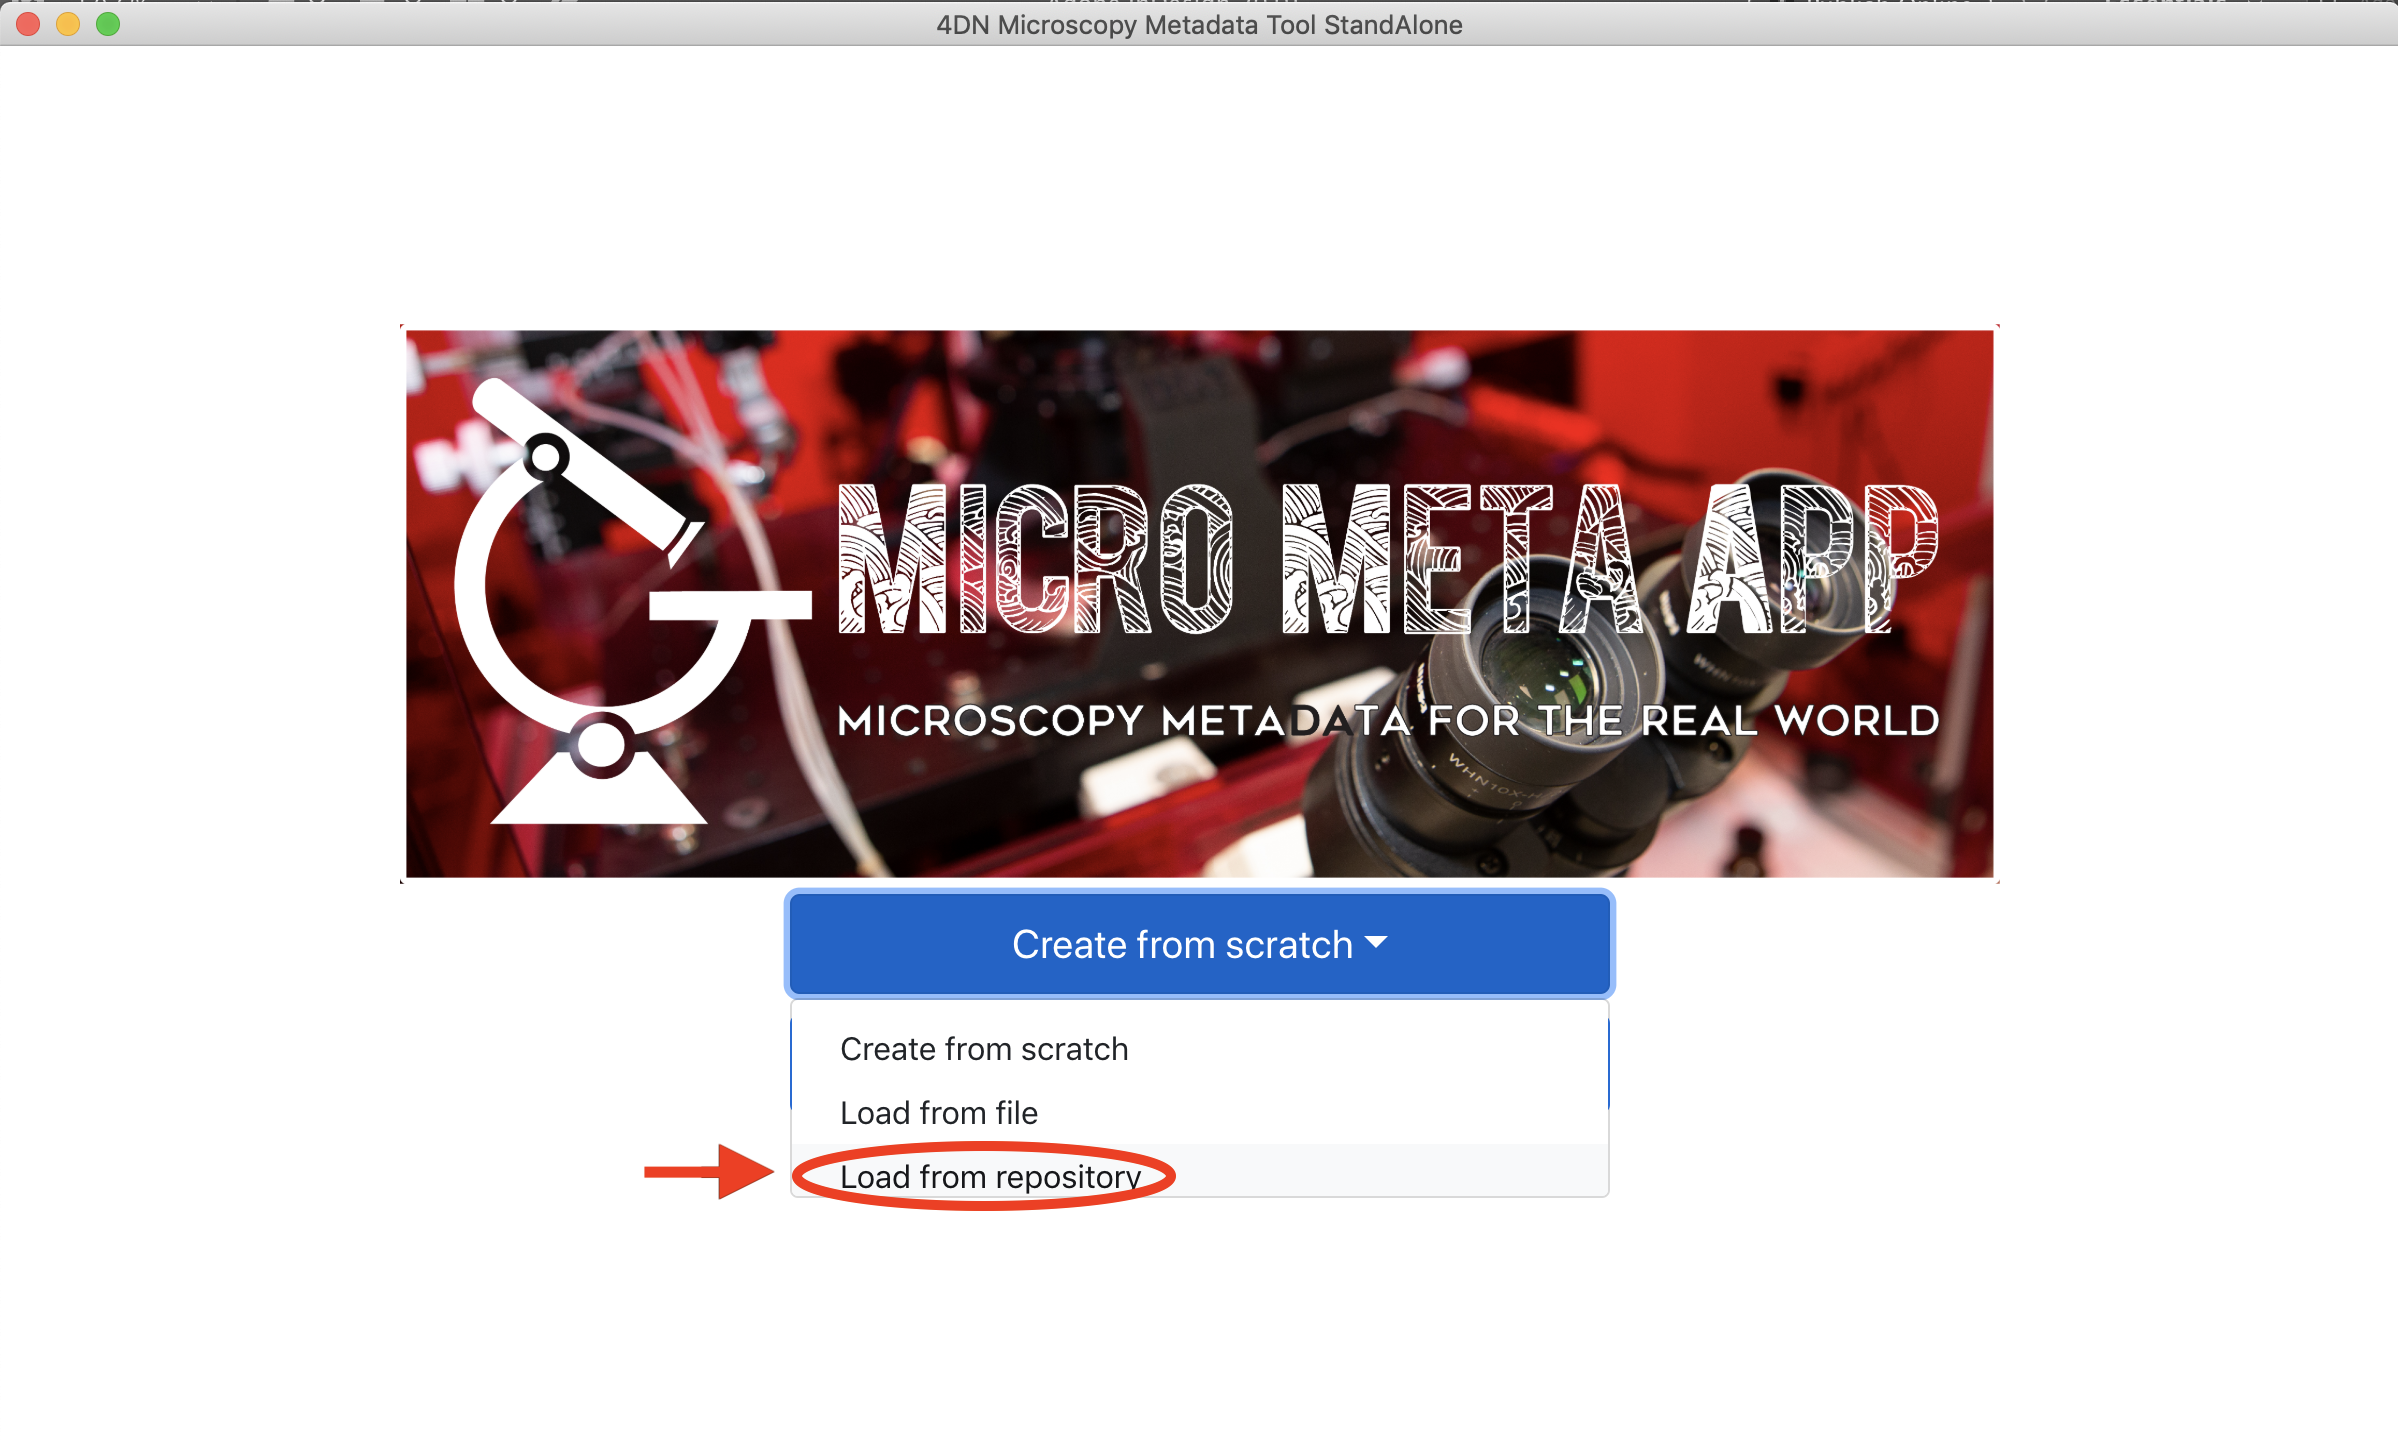 4DN Microscopy Metadata Tool StandAlone
MICRO META APP
MICROSCOPY METADATA FOR THE REAL WORLD
Create from scratch
Create from scratch
Load from file
Load from repository